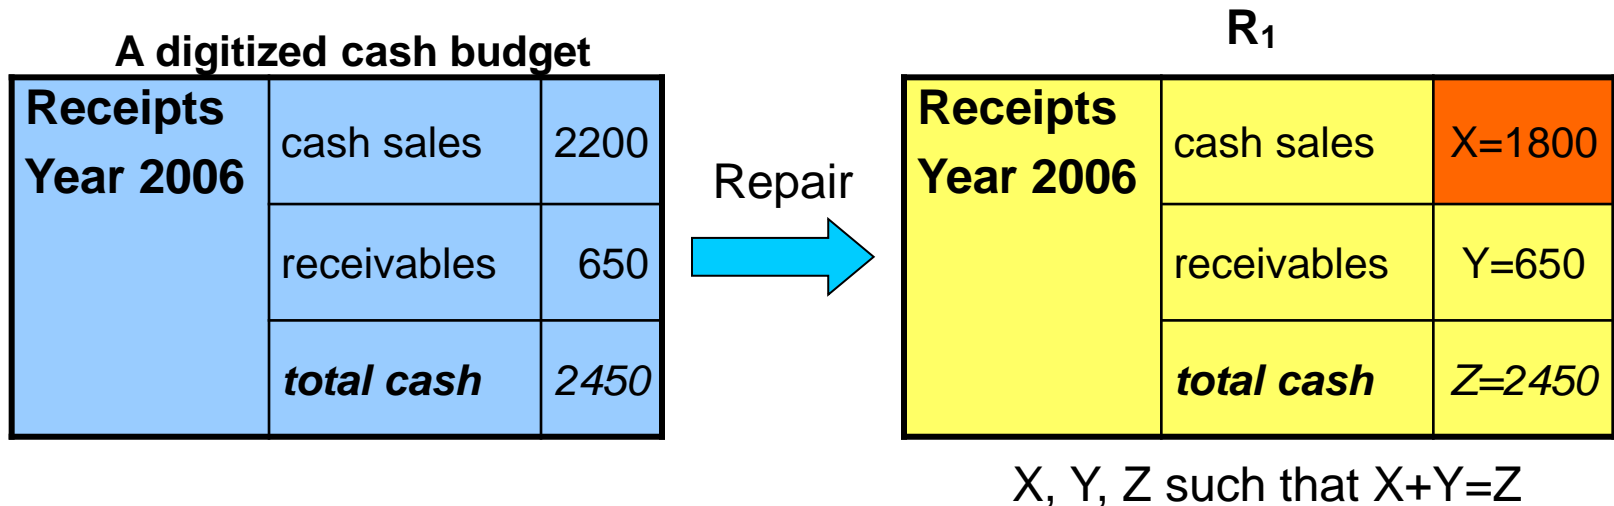 A digitized cash budget
Receipts
Year 2006
cash sales
2200
receivables
650
total cash
2450
Repair
R₁
Receipts
Year 2006
cash sales
X=1800
receivables
Y=650
total cash
Z=2450
X, Y, Z such that X+Y=Z